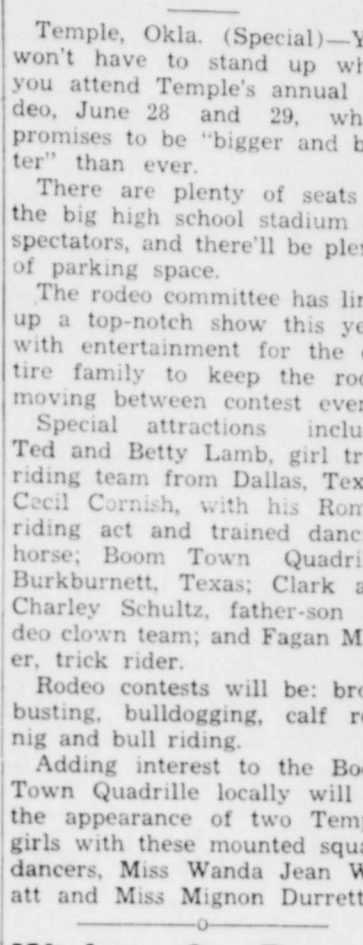 Temple, Okla. (Special)—Y
won't have to stand up wh
you attend Temple's annual
deo, June 28 and 29, wh
promises to be "bigger and b
ter" than ever.
There are plenty of seats
the big high school stadium
spectators, and there'll be ple
of parking space.
The rodeo committee has lin
up a top-notch show this ye
with entertainment for the e
tire family to keep the rod
moving between contest even
Special attractions inclu
Ted and Betty Lamb, girl tr
riding team from Dallas, Tex
Cecil Cornish, with his Rom
riding act and trained danc
horse; Boom Town Quadril
Burkburnett, Texas; Clark a
Charley Schultz, father-son
deo clown team; and Fagan M
er, trick rider.
Rodeo contests will be: bro
busting, bulldogging, calf ro
nig and bull riding.
Adding interest to the Boo
Town Quadrille locally will
the appearance of two Temp
girls with these mounted squa
dancers, Miss Wanda Jean W
att and Miss Mignon Durrett